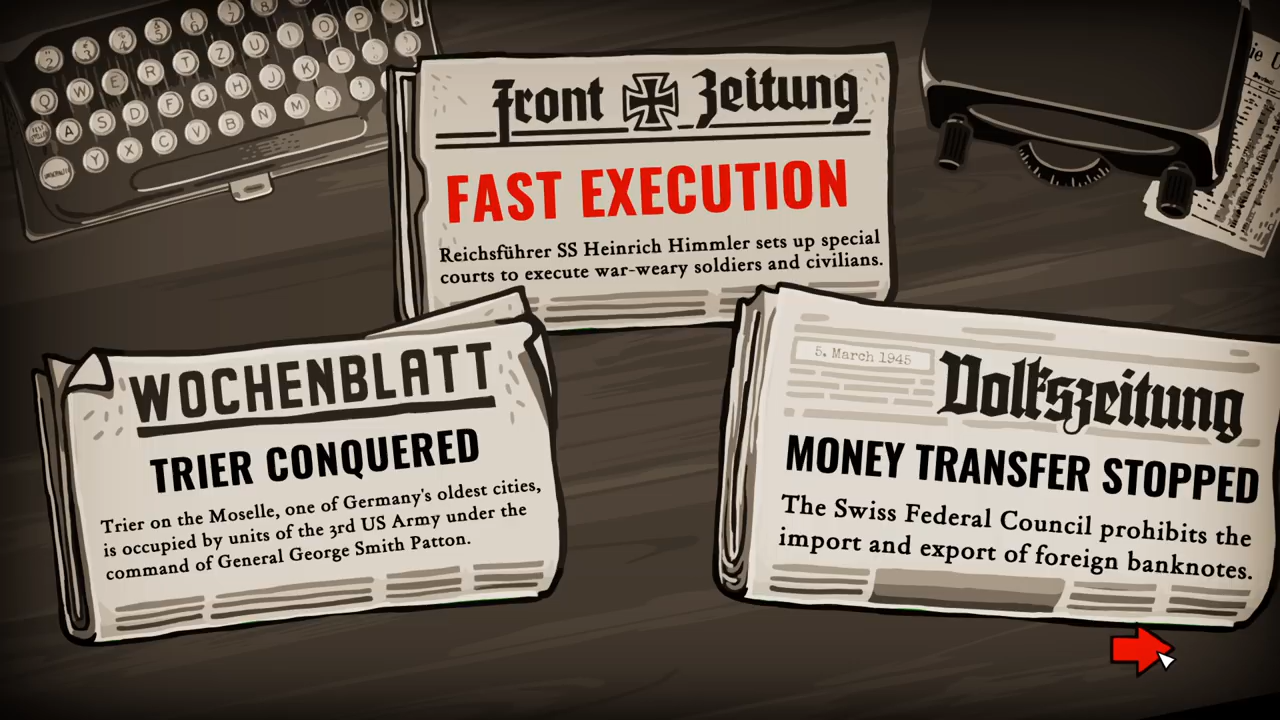 Q W E R T Z U I O P
A S D F G H J K L
Y X C V B N M
Front Zeitung
FAST EXECUTION
Reichsführer SS Heinrich Himmler sets up special
courts to execute war-weary soldiers and civilians.
WOCHENBLATT
TRIER CONQUERED
Trier on the Moselle, one of Germany's oldest cities,
is occupied by units of the 3rd US Army under the
command of General George Smith Patton.
5. March 1945
Volkszeitung
MONEY TRANSFER STOPPED
The Swiss Federal Council prohibits the
import and export of foreign banknotes.